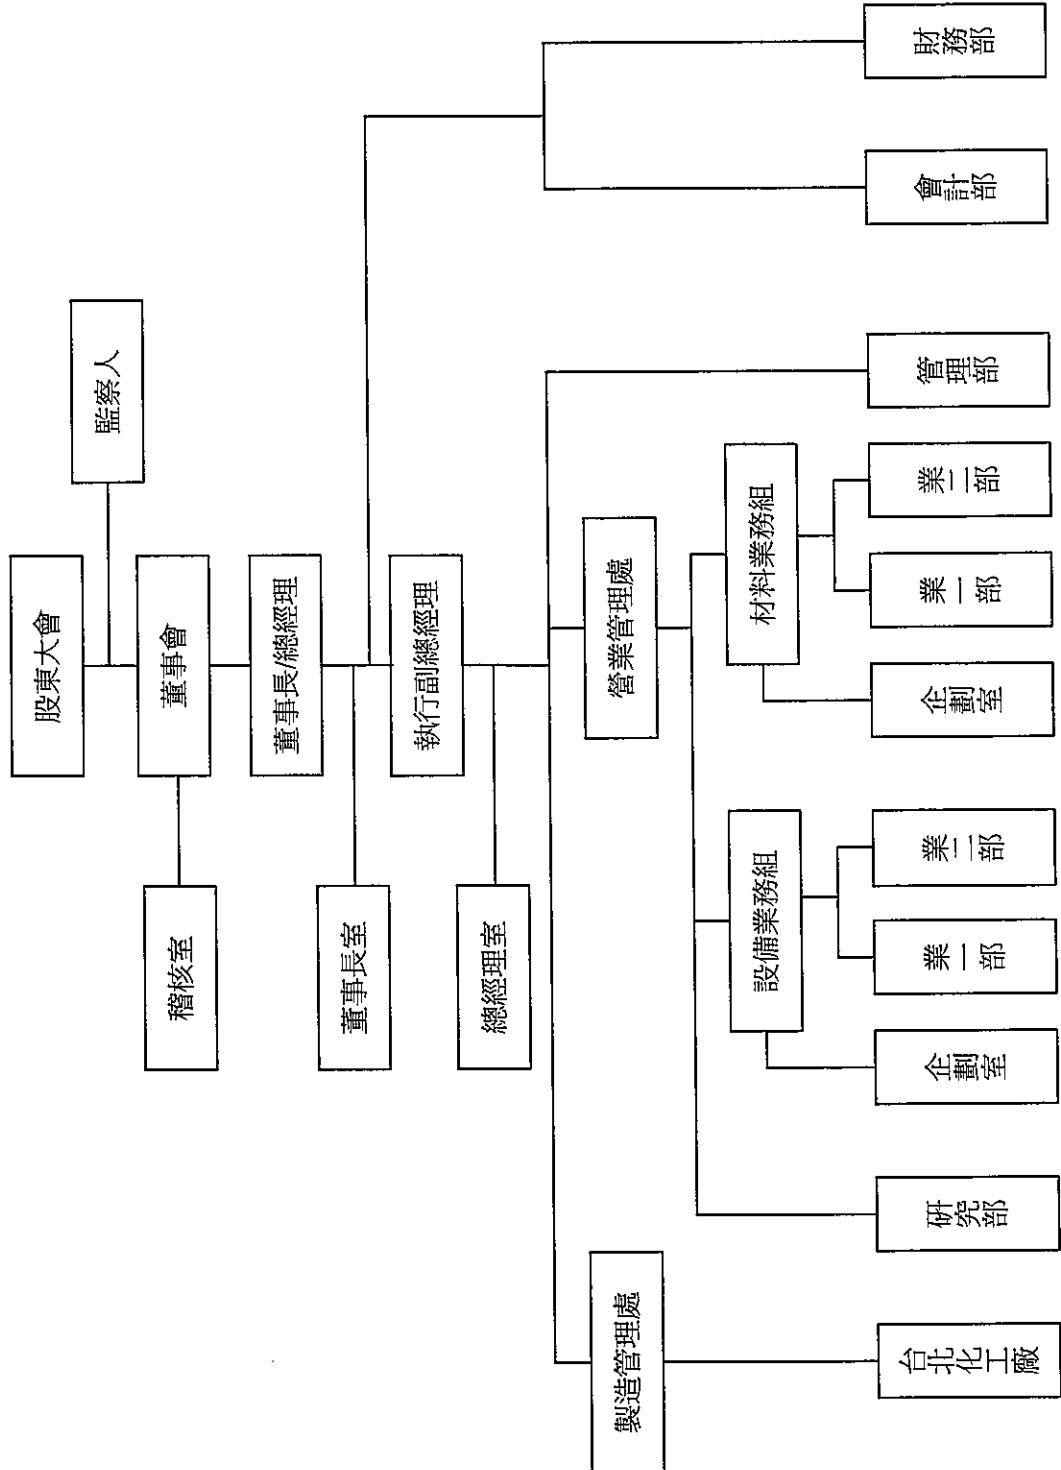 股東大會
監察人
董事會
稽核室
董事長/總經理
董事長室
執行副總經理
總經理室
製造管理處
營業管理處
設備業務組
材料業務組
台北化工廠
研究部
企劃室
業一部
業二部
企劃室
業一部
業二部
管理部
會計部
財務部